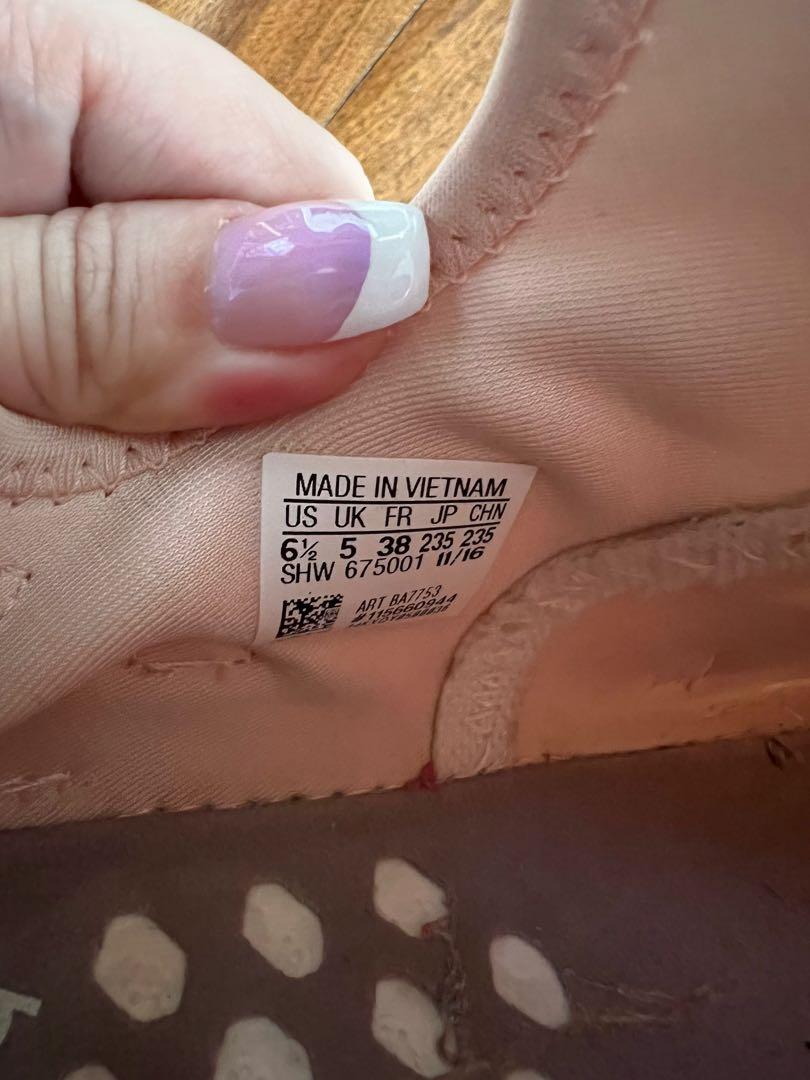 MADE IN VIETNAM
US UK FR JP CHN
6½ 5 38 235 235
SHW 675001 11/16
ART BA7753
#115660944